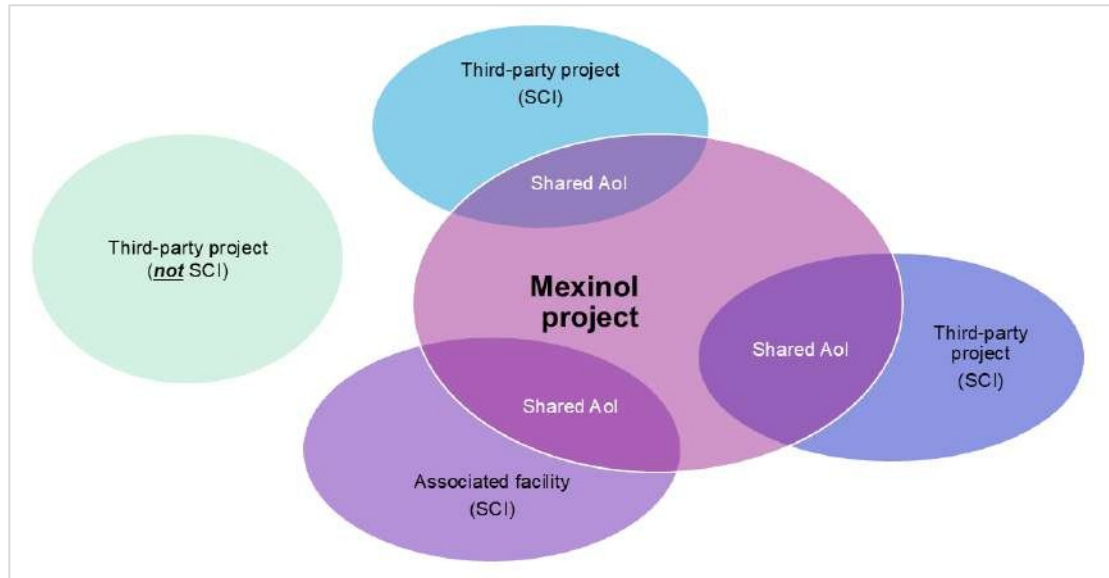 Third-party project
(SCI)
Shared AoI
Third-party project
(not SCI)
Mexinol
project
Shared AoI
Third-party
project
(SCI)
Shared AoI
Associated facility
(SCI)